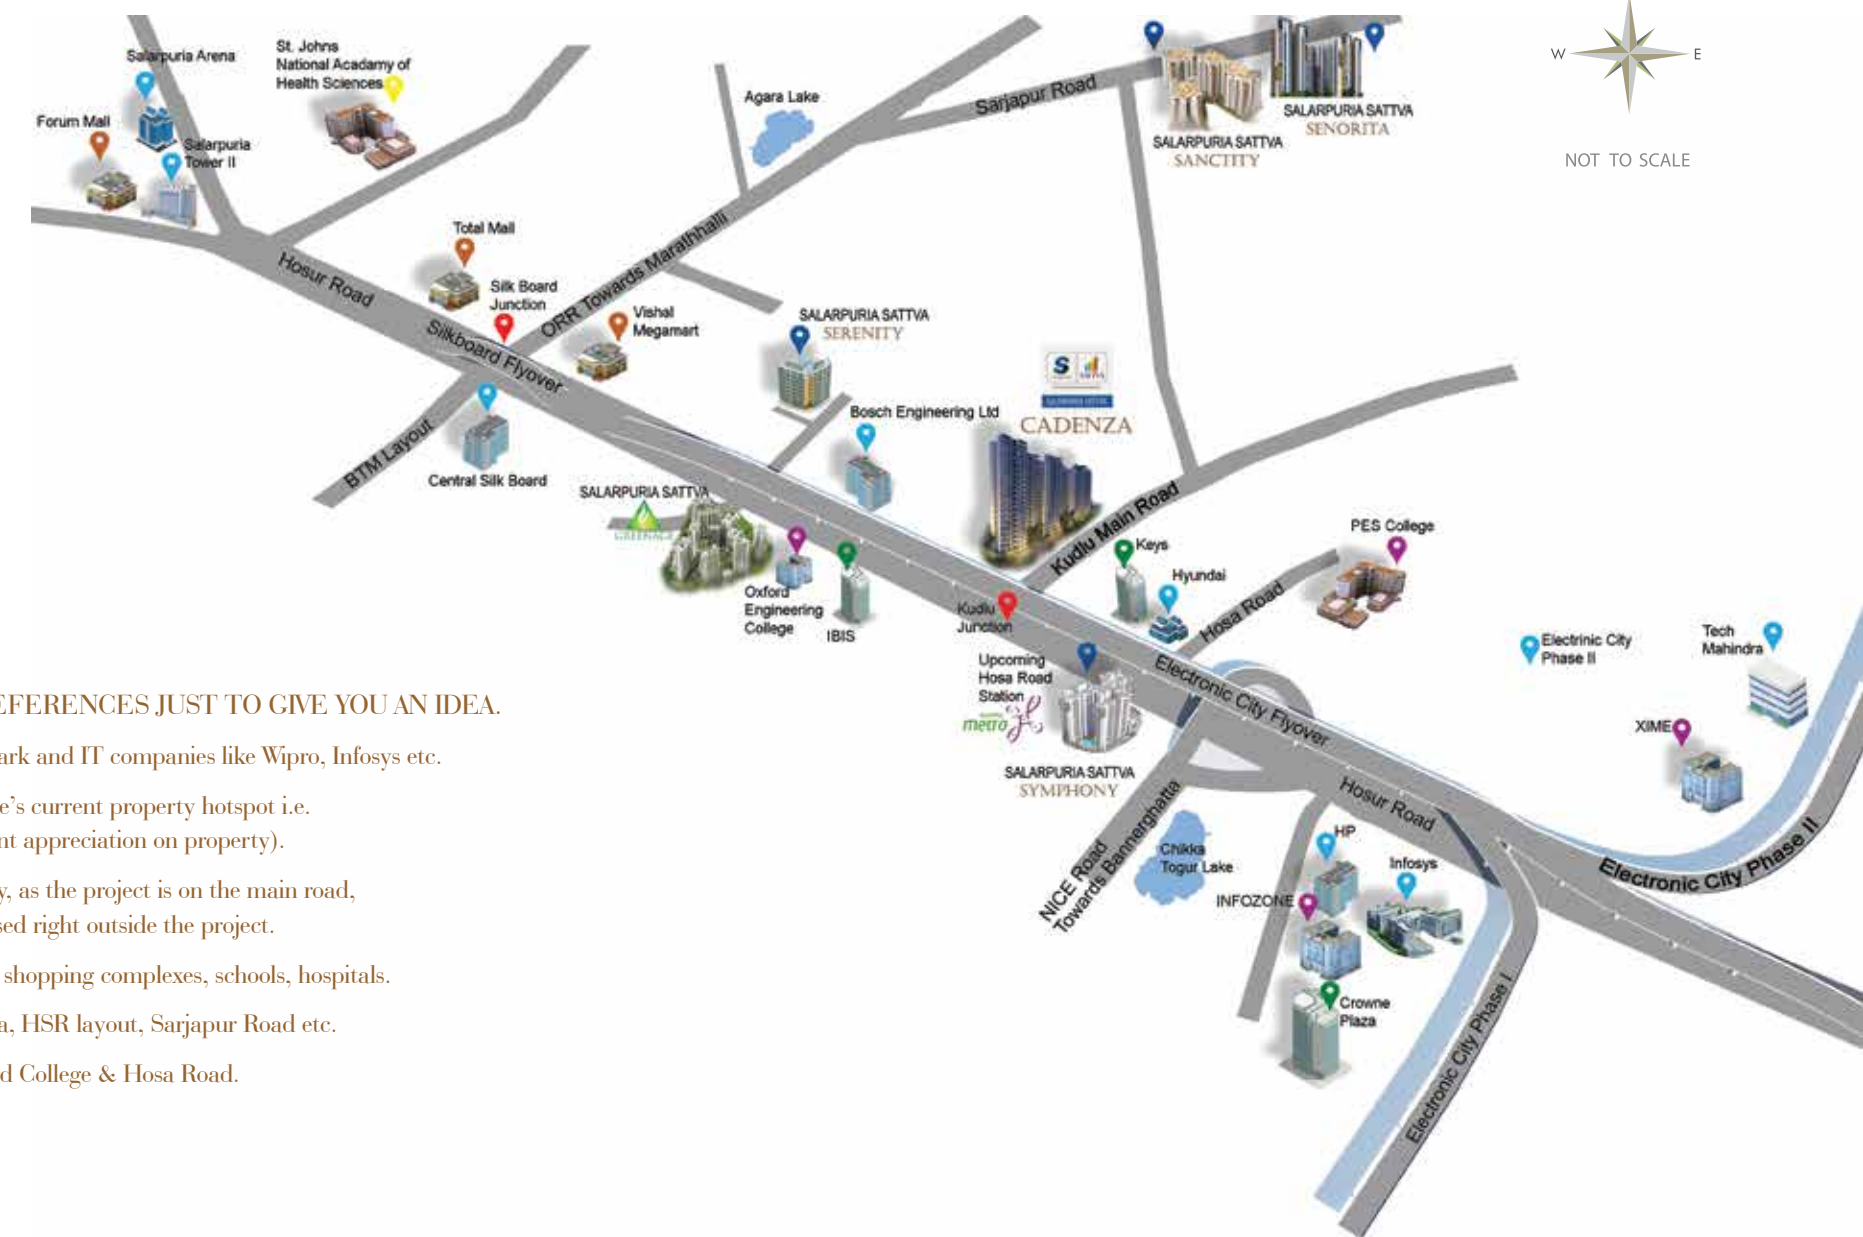 W
E
NOT TO SCALE
Salarpuria Arena
St. Johns
National Acadamy of
Health Sciences
Forum Mall
Salarpuria
Tower II
Agara Lake
Sarjapur Road
SALARPURIA SATTVA
SANCTITY
SALARPURIA SATTVA
SENORITA
Total Mall
Silk Board
Junction
Hosur Road
Silkboard Flyover
ORR Towards Marathhalli
Vishal
Megamart
SALARPURIA SATTVA
SERENITY
BTM Layout
Central Silk Board
Bosch Engineering Ltd
S
CADENZA
SALARPURIA SATTVA
GREENAGE
Oxford
Engineering
College
IBIS
Kudlu Main Road
Kudlu
Junction
Keys
Hyundai
Hosa Road
PES College
Upcoming
Hosa Road
Station
metro
SALARPURIA SATTVA
SYMPHONY
Electronic City Flyover
Electrinic City
Phase II
Tech
Mahindra
XIME
Hosur Road
Electronic City Phase II
NICE Road
Towards Bannerghatta
Chikka
Togur Lake
HP
Infosys
INFOZONE
Crowne
Plaza
Electronic City Phase I
EFERENCES JUST TO GIVE YOU AN IDEA.
ark and IT companies like Wipro, Infosys etc.
e's current property hotspot i.e.
nt appreciation on property).
y, as the project is on the main road,
sed right outside the project.
shopping complexes, schools, hospitals.
a, HSR layout, Sarjapur Road etc.
d College & Hosa Road.